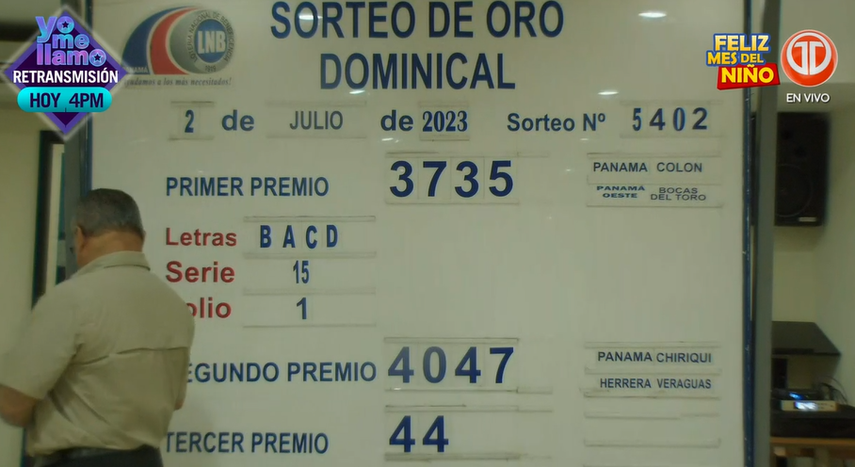 yo
me
llamo
RETRANSMISIÓN
HOY 4PM
LNB
SORTEO DE ORO
DOMINICAL
FELIZ
MES DEL
NIÑO
EN VIVO
2 de JULIO de 2023 Sorteo Nº 5402
PRIMER PREMIO 3735
PANAMA COLON
PANAMÁ OESTE BOCAS DEL TORO
Letras B A C D
Serie 15
olio 1
EGUNDO PREMIO 4047
PANAMA CHIRIQUI
HERRERA VERAGUAS
TERCER PREMIO 44